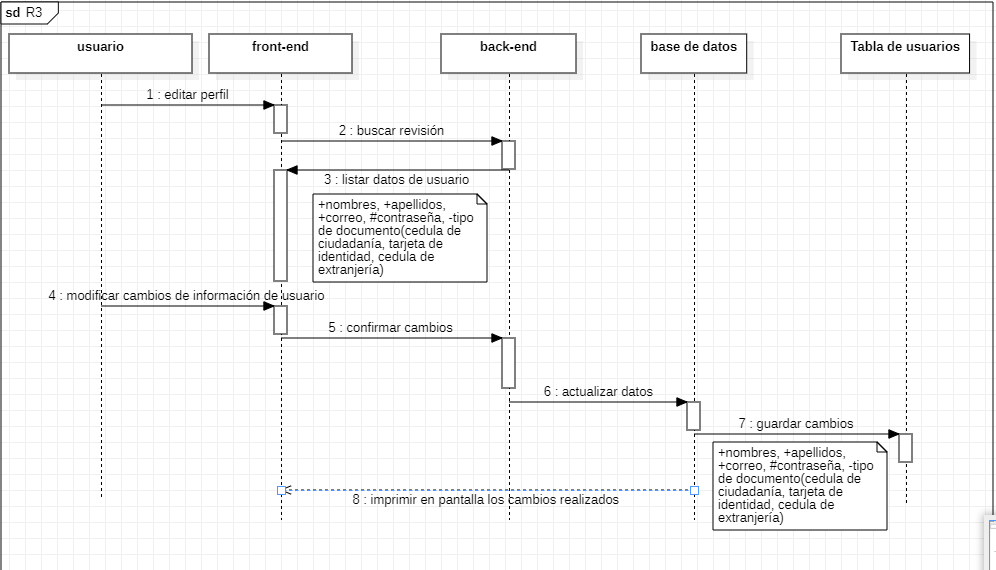 sd R3
usuario
front-end
back-end
base de datos
Tabla de usuarios
1 : editar perfil
2 : buscar revisión
3 : listar datos de usuario
+nombres, +apellidos,
+correo, #contraseña, -tipo
de documento(cedula de
ciudadanía, tarjeta de
identidad, cedula de
extranjería)
4 : modificar cambios de información de usuario
5 : confirmar cambios
6 : actualizar datos
7 : guardar cambios
+nombres, +apellidos,
+correo, #contraseña, -tipo
de documento(cedula de
ciudadanía, tarjeta de
identidad, cedula de
extranjería)
8 : imprimir en pantalla los cambios realizados